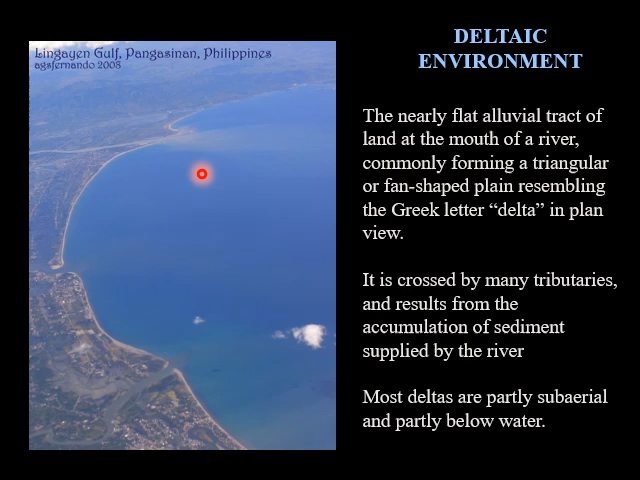 Lingayen Gulf, Pangasinan, Philippines
agsfernando 2008
DELTAIC
ENVIRONMENT
The nearly flat alluvial tract of
land at the mouth of a river,
commonly forming a triangular
or fan-shaped plain resembling
the Greek letter “delta” in plan
view.
It is crossed by many tributaries,
and results from the
accumulation of sediment
supplied by the river
Most deltas are partly subaerial
and partly below water.